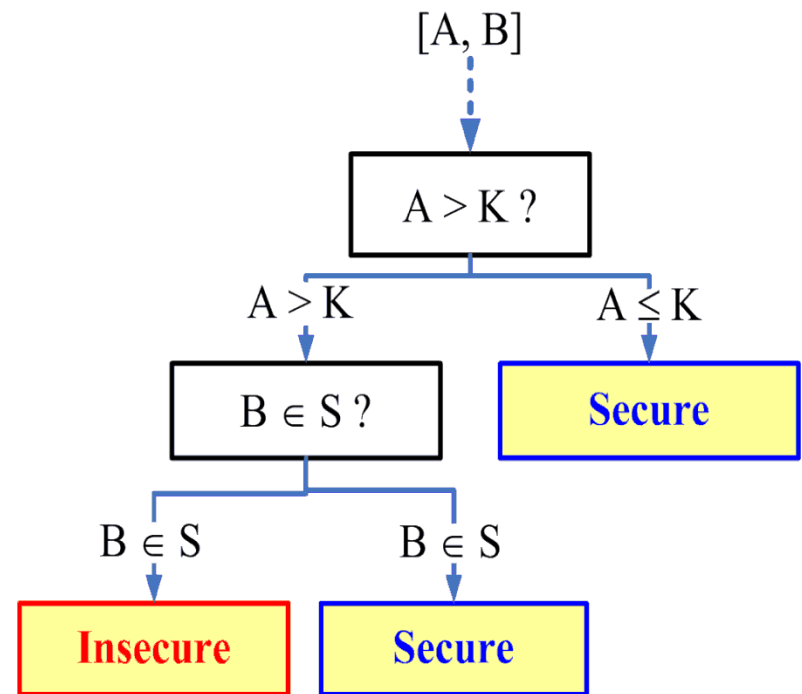 [A, B]
A > K ?
A > K
A ≤ K
B ∈ S ?
Secure
B ∈ S
B ∈ S
Insecure
Secure